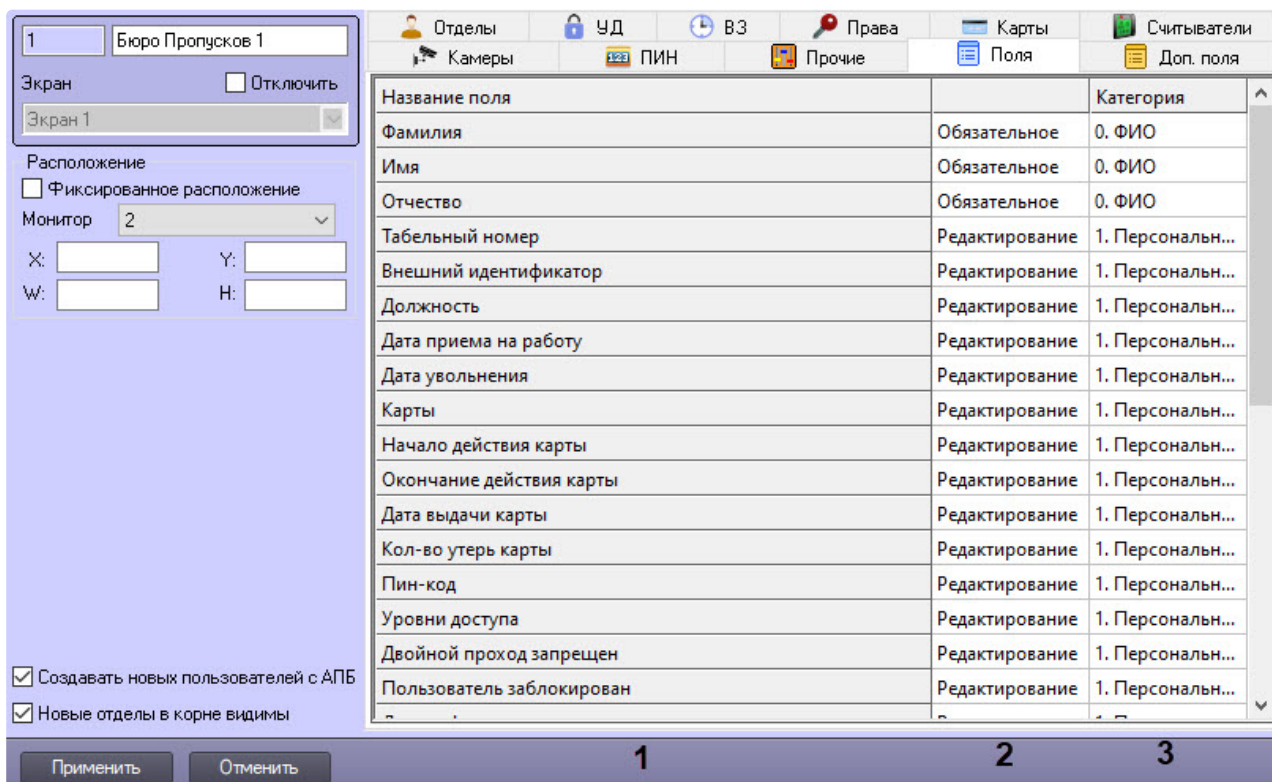 1 Бюро Пропусков 1
Экран Отключить
Экран 1
Расположение
Фиксированное расположение
Монитор 2
X: Y:
W: H:
Создавать новых пользователей с АПБ
Новые отделы в корне видимы
Применить Отменить
Отделы УД ВЗ Права Карты Считыватели
Камеры ПИН Прочие Поля Доп. поля
Название поля Категория
Фамилия Обязательное 0. ФИО
Имя Обязательное 0. ФИО
Отчество Обязательное 0. ФИО
Табельный номер Редактирование 1. Персональн...
Внешний идентификатор Редактирование 1. Персональн...
Должность Редактирование 1. Персональн...
Дата приема на работу Редактирование 1. Персональн...
Дата увольнения Редактирование 1. Персональн...
Карты Редактирование 1. Персональн...
Начало действия карты Редактирование 1. Персональн...
Окончание действия карты Редактирование 1. Персональн...
Дата выдачи карты Редактирование 1. Персональн...
Кол-во утерь карты Редактирование 1. Персональн...
Пин-код Редактирование 1. Персональн...
Уровни доступа Редактирование 1. Персональн...
Двойной проход запрещен Редактирование 1. Персональн...
Пользователь заблокирован Редактирование 1. Персональн...
1 2 3